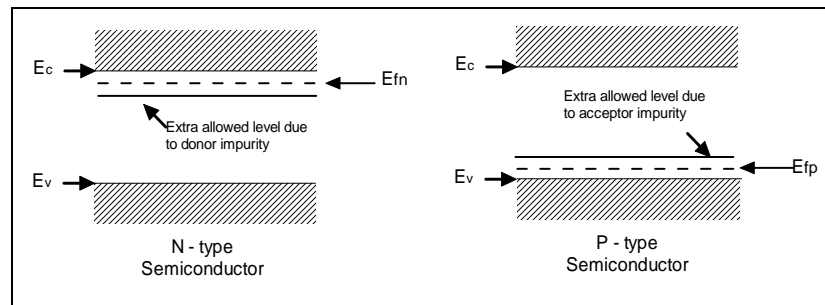 Ec
Efn
Extra allowed level due
to donor impurity
Ev
N - type
Semiconductor
Ec
Extra allowed level due
to acceptor impurity
Ev
Efp
P - type
Semiconductor